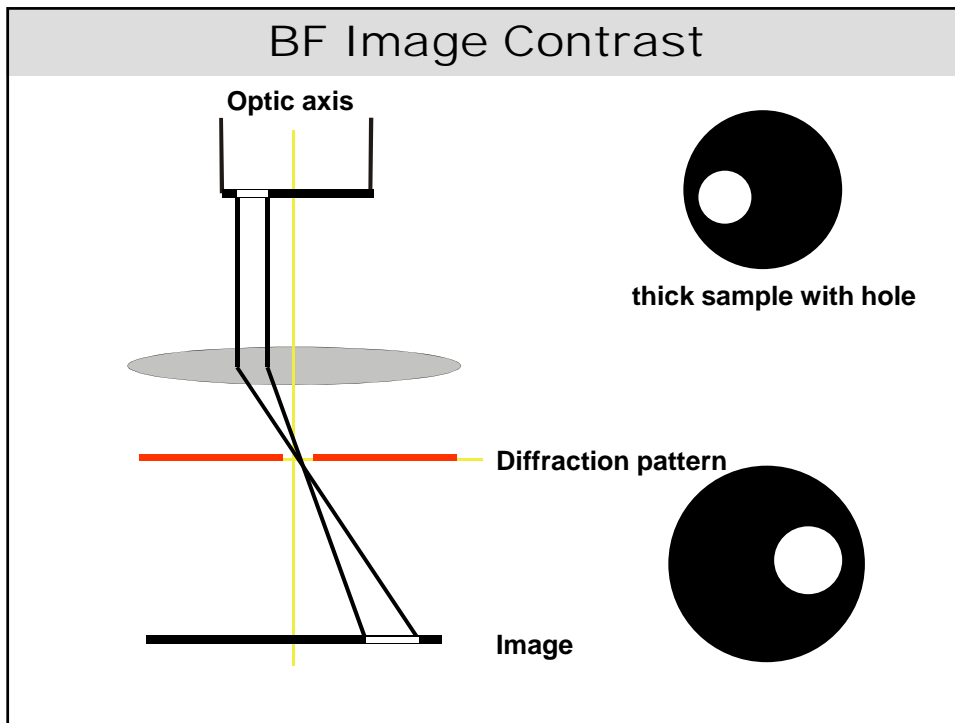 BF Image Contrast
Optic axis
thick sample with hole
Diffraction pattern
Image